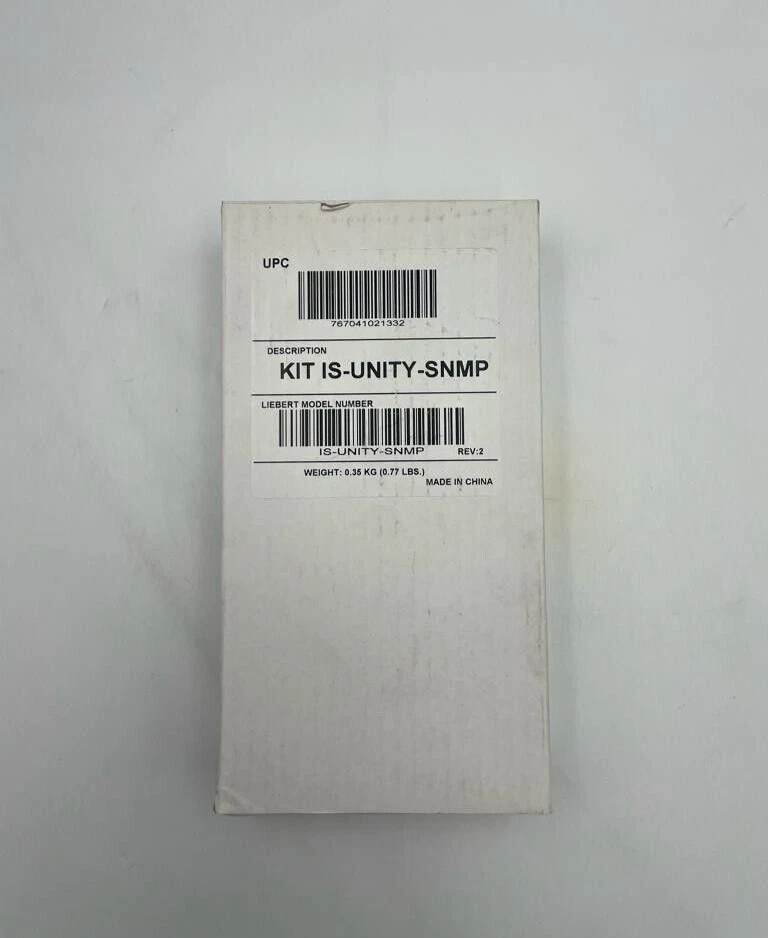 UPC
767041021332
DESCRIPTION
KIT IS-UNITY-SNMP
LIEBERT MODEL NUMBER
IS-UNITY-SNMP REV:2
WEIGHT: 0.35 KG (0.77 LBS.)
MADE IN CHINA